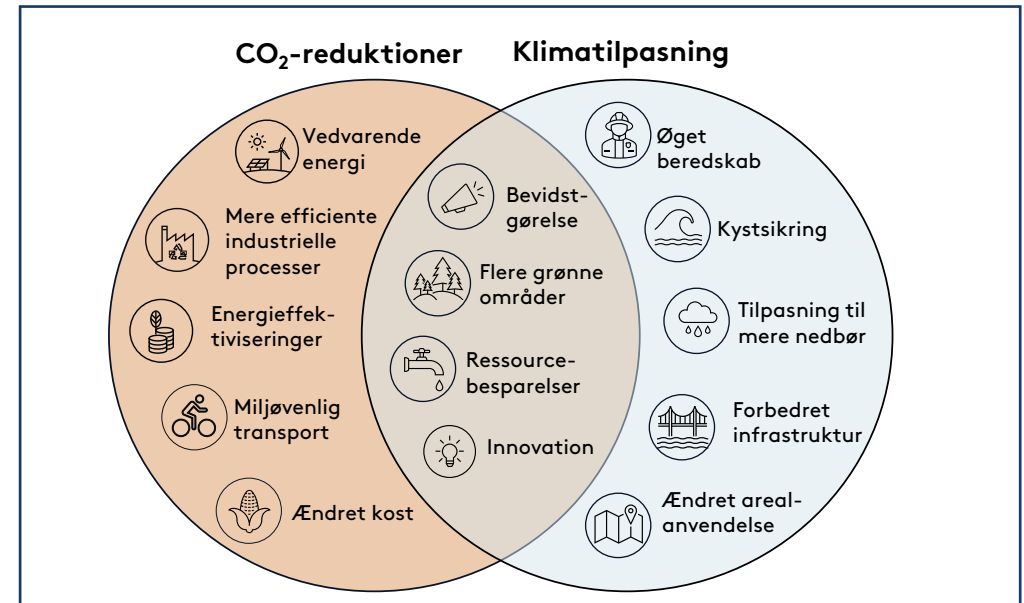 CO₂-reduktioner
Klimatilpasning
Vedvarende
energi
Mere efficiente
industrielle
processer
Energieffek-
tiviseringer
Miljøvenlig
transport
Ændret kost
Bevidst-
gørelse
Flere grønne
områder
Ressource-
besparelser
Innovation
Øget
beredskab
Kystsikring
Tilpasning til
mere nedbør
Forbedret
infrastruktur
Ændret areal-
anvendelse